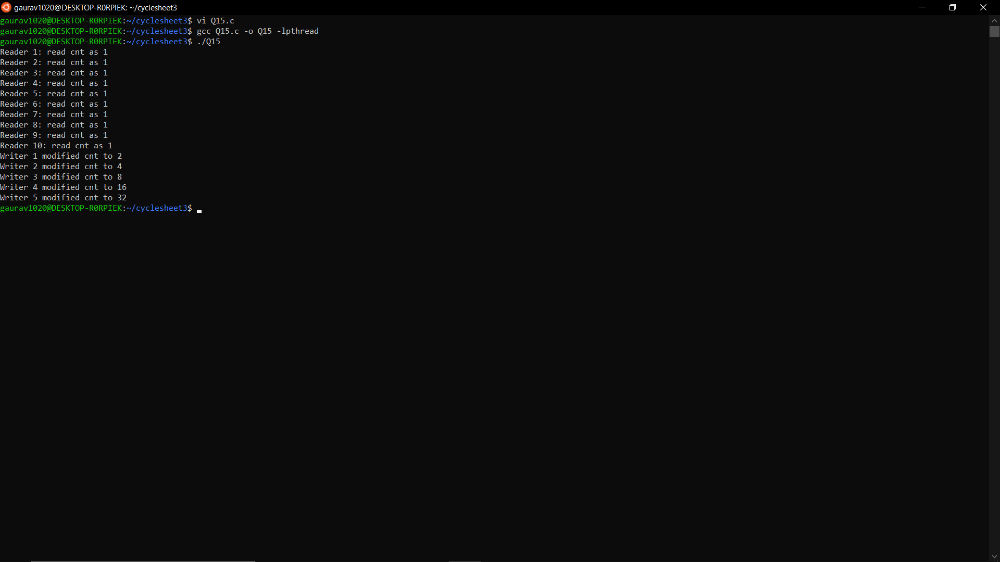 gaurav1020@DESKTOP-R0RPIEK: ~/cyclesheet3
gaurav1020@DESKTOP-R0RPIEK:~/cyclesheet3$ vi Q15.c
gaurav1020@DESKTOP-R0RPIEK:~/cyclesheet3$ gcc Q15.c -o Q15 -lpthread
gaurav1020@DESKTOP-R0RPIEK:~/cyclesheet3$ ./Q15
Reader 1: read cnt as 1
Reader 2: read cnt as 1
Reader 3: read cnt as 1
Reader 4: read cnt as 1
Reader 5: read cnt as 1
Reader 6: read cnt as 1
Reader 7: read cnt as 1
Reader 8: read cnt as 1
Reader 9: read cnt as 1
Reader 10: read cnt as 1
Writer 1 modified cnt to 2
Writer 2 modified cnt to 4
Writer 3 modified cnt to 8
Writer 4 modified cnt to 16
Writer 5 modified cnt to 32
gaurav1020@DESKTOP-R0RPIEK:~/cyclesheet3$